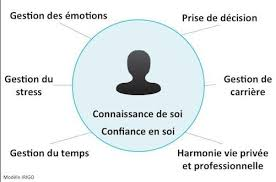 Gestion des émotions
Prise de décision
Gestion du
stress
Gestion de
carrière
Connaissance de soi
Confiance en soi
Gestion du temps
Harmonie vie privée
et professionnelle
Modèle IRIGO